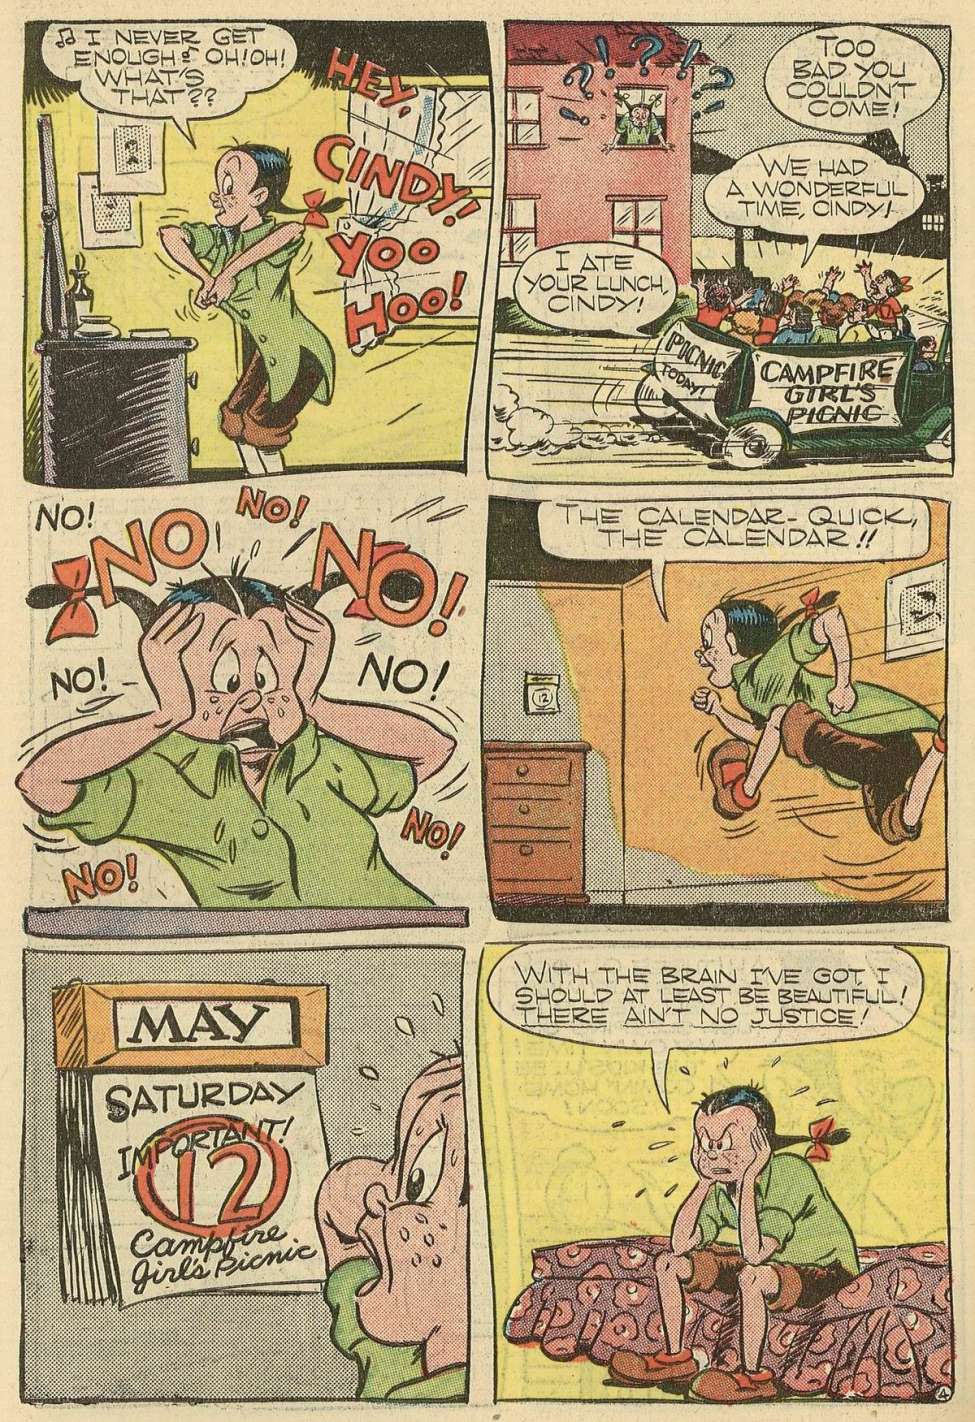 ♫ I NEVER GET
ENOUGH♪ OH! OH!
WHAT'S
THAT??
HEY,
CINDY!
YOO
HOO!
?!?!?!?
TOO
BAD YOU
COULDN'T
COME!
WE HAD
A WONDERFUL
TIME, CINDY!
I ATE
YOUR LUNCH,
CINDY!
PICNIC
TODAY!
CAMPFIRE
GIRL'S
PICNIC
NO!
NO!
NO!
NO!
NO!
NO!
NO!
NO!
THE CALENDAR- QUICK,
THE CALENDAR!!
12
MAY
SATURDAY
IMPORTANT!
12
Campfire
Girl's Picnic
WITH THE BRAIN I'VE GOT, I
SHOULD AT LEAST BE BEAUTIFUL!
THERE AIN'T NO JUSTICE!
4